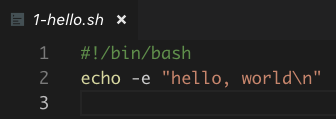 1-hello.sh ×
1 #!/bin/bash
2 echo -e "hello, world\n"
3